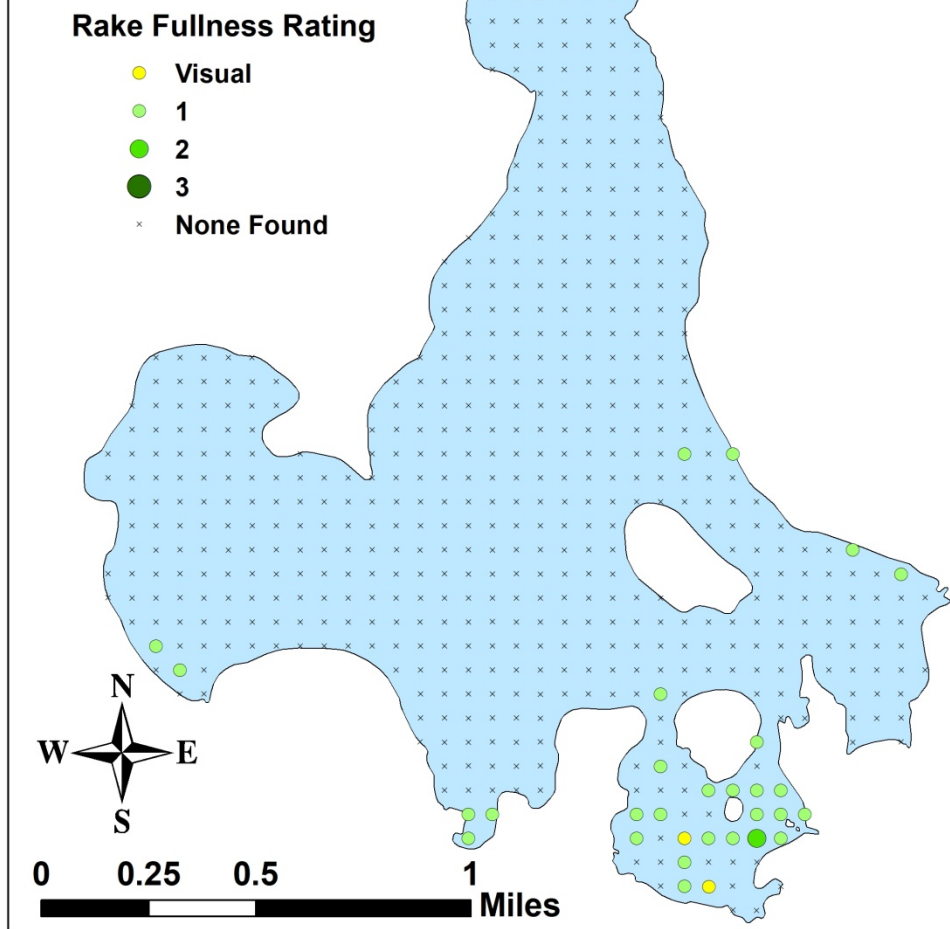 Rake Fullness Rating
Visual
1
2
3
None Found
N
W E
S
0 0.25 0.5 1
Miles